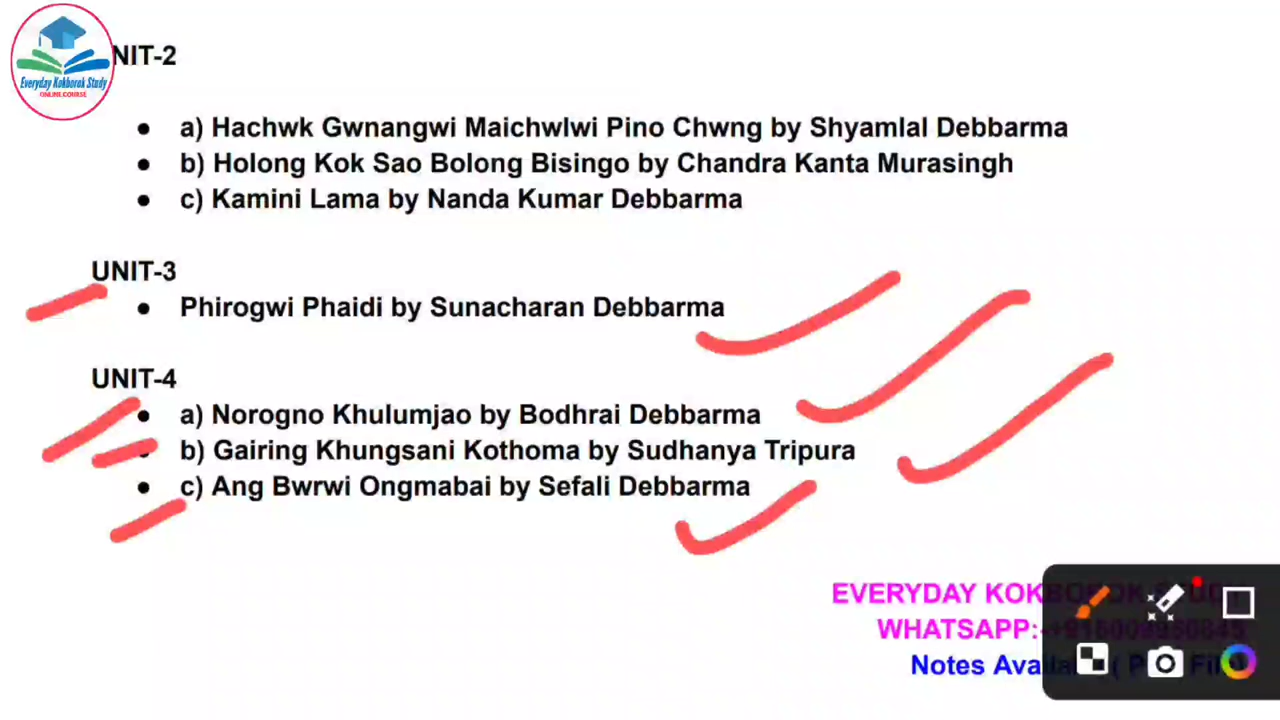 Everyday Kokborok Study
ONLINE COURSE
NIT-2
a) Hachwk Gwnangwi Maichwlwi Pino Chwng by Shyamlal Debbarma
b) Holong Kok Sao Bolong Bisingo by Chandra Kanta Murasingh
c) Kamini Lama by Nanda Kumar Debbarma
UNIT-3
Phirogwi Phaidi by Sunacharan Debbarma
UNIT-4
a) Norogno Khulumjao by Bodhrai Debbarma
b) Gairing Khungsani Kothoma by Sudhanya Tripura
c) Ang Bwrwi Ongmabai by Sefali Debbarma
EVERYDAY KOKBOROK STUDY
WHATSAPP:-
Notes